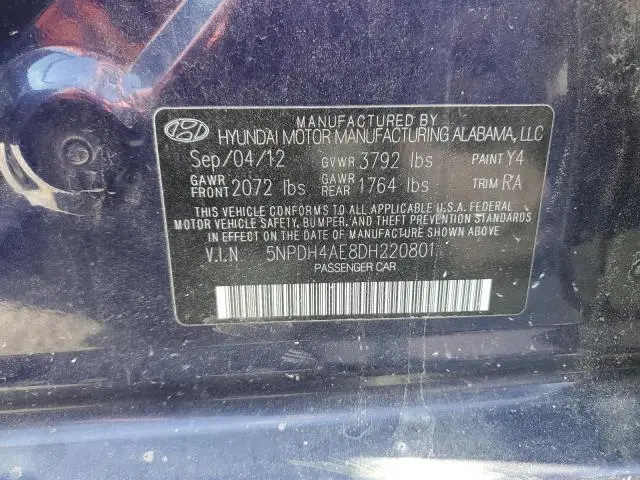 MANUFACTURED BY
HYUNDAI MOTOR MANUFACTURING ALABAMA, LLC
Sep/04/12 GVWR 3792 lbs PAINT Y4
GAWR FRONT 2072 lbs GAWR REAR 1764 lbs TRIM RA
THIS VEHICLE CONFORMS TO ALL APPLICABLE U.S.A. FEDERAL
MOTOR VEHICLE SAFETY, BUMPER, AND THEFT PREVENTION STANDARDS
IN EFFECT ON THE DATE OF MANUFACTURE SHOWN ABOVE
V.I.N 5NPDH4AE8DH220801
PASSENGER CAR